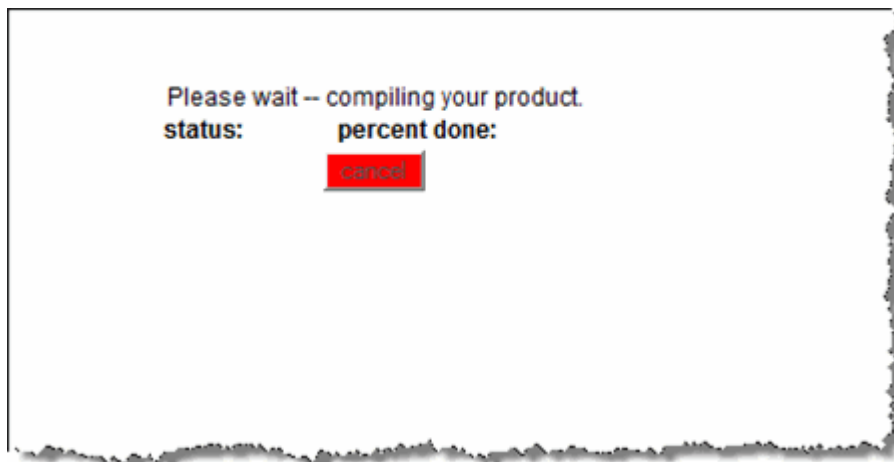 Please wait -- compiling your product.
status: percent done:
cancel